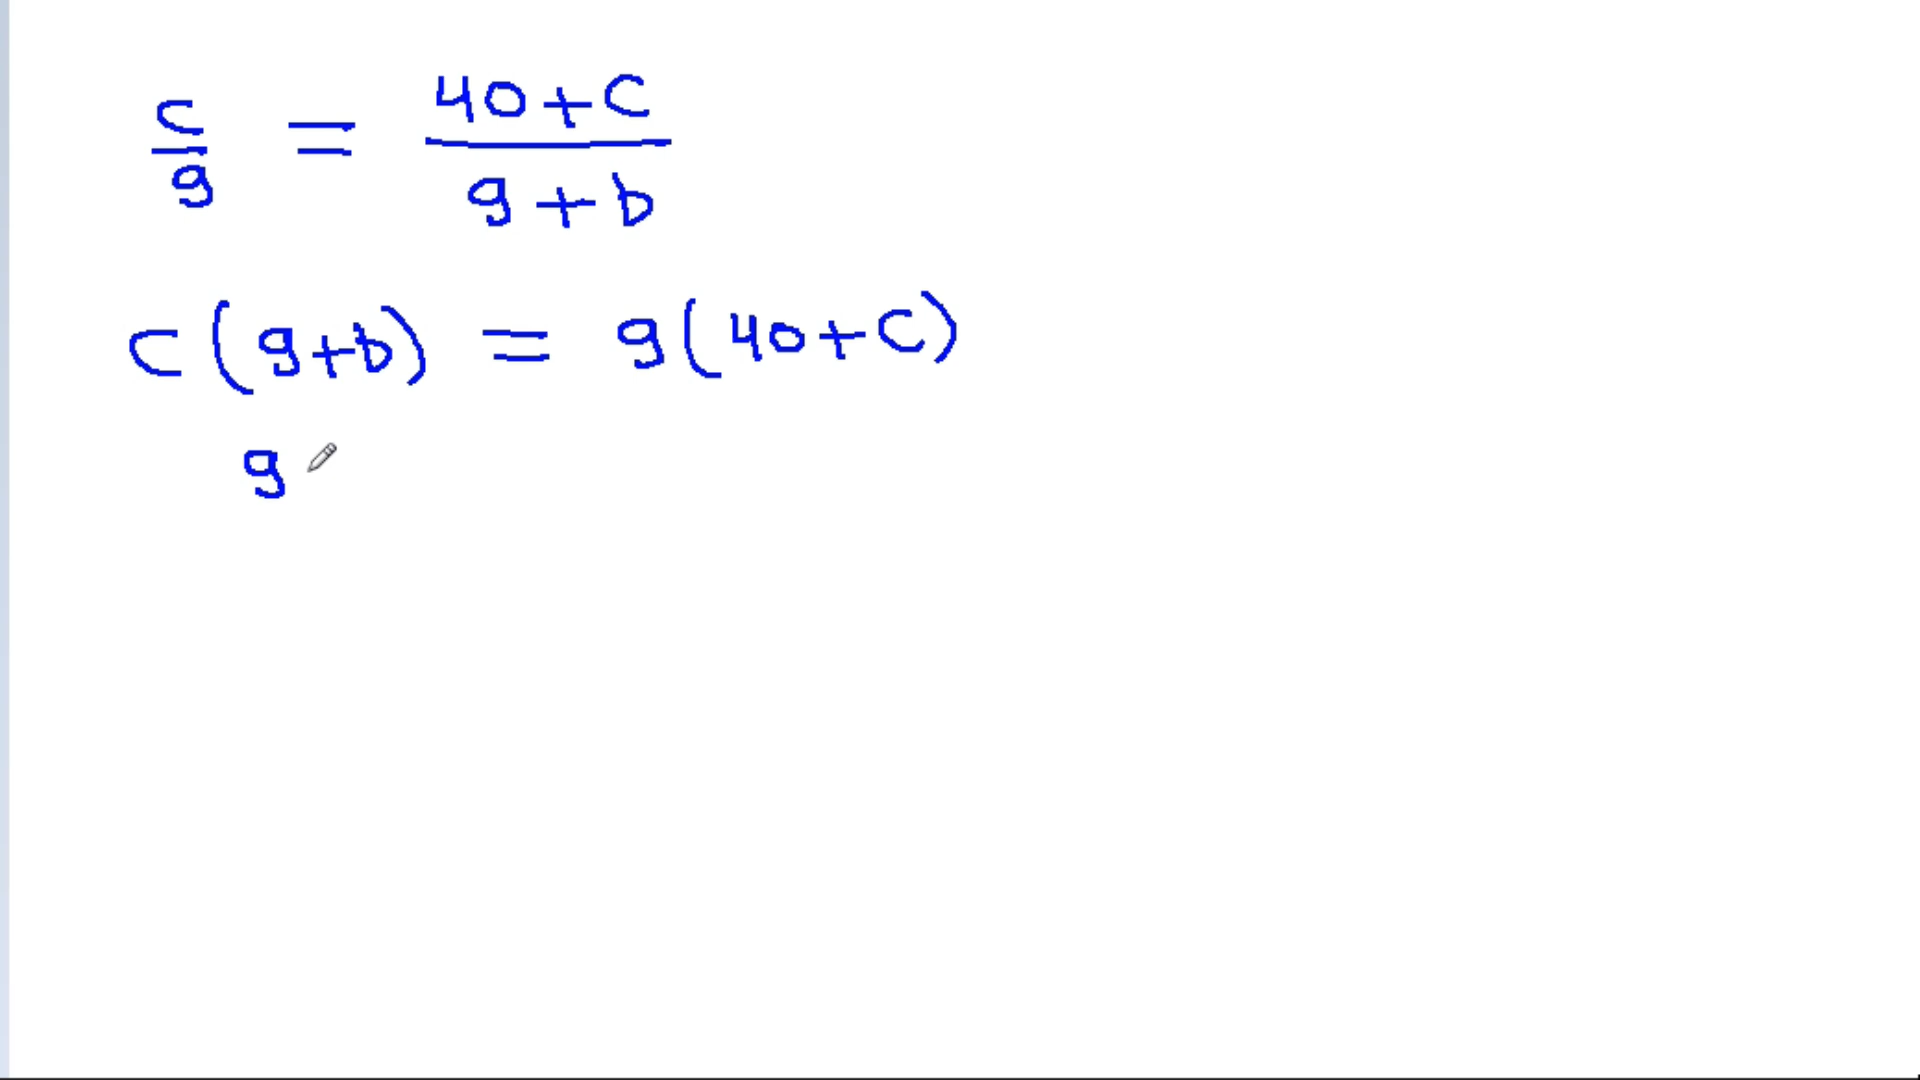 c/g = (40+c)/(g+b)
c(g+b) = g(40+c)
g